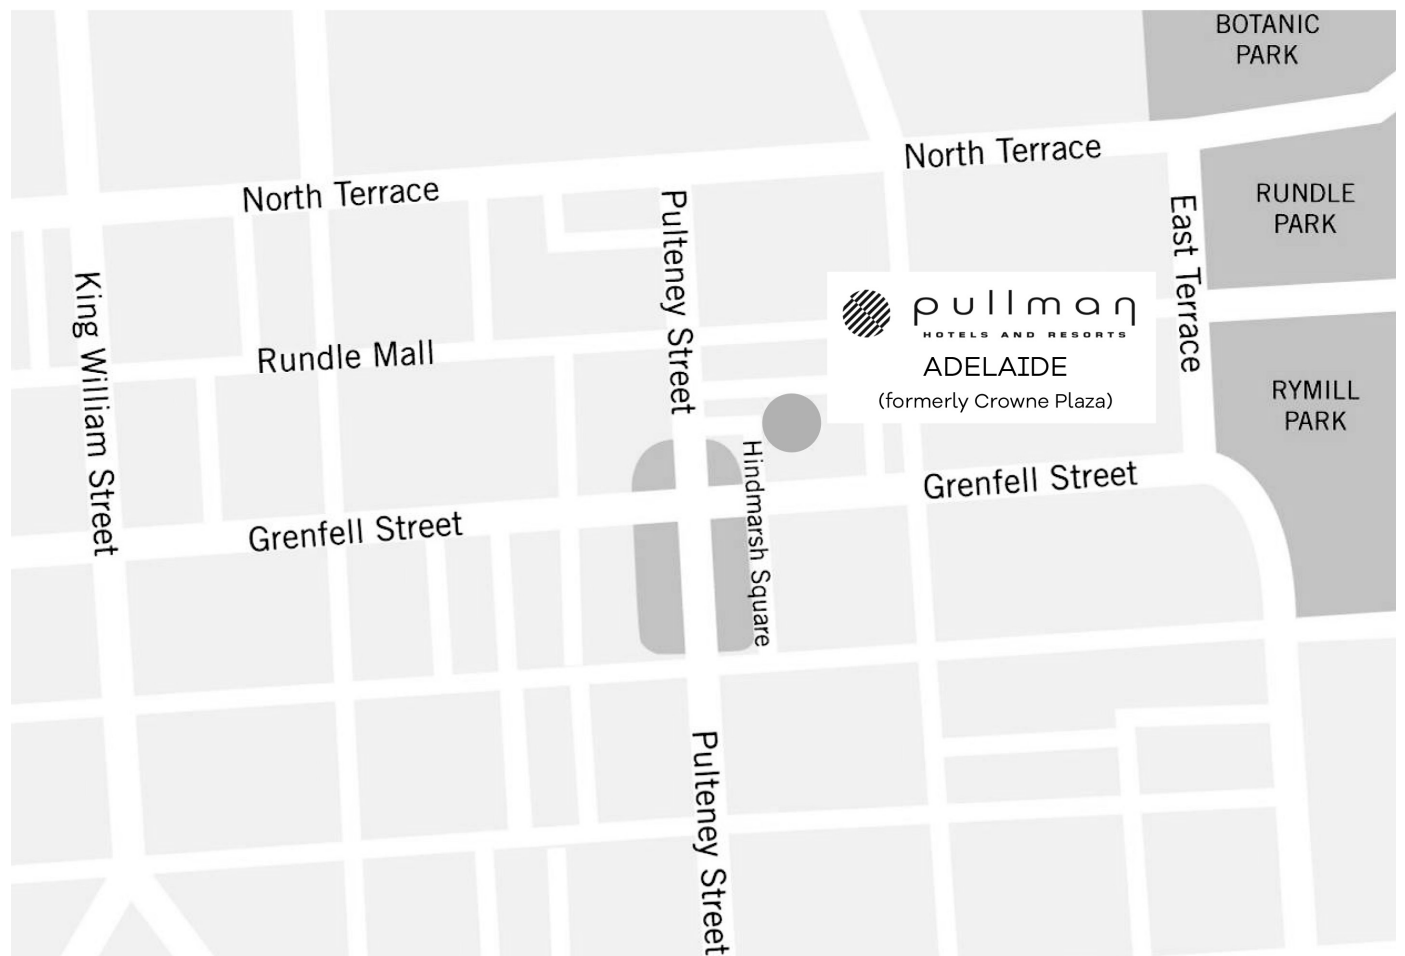 BOTANIC
PARK
North Terrace
North Terrace
RUNDLE
PARK
Pulteney Street
East Terrace
King William Street
pullman
HOTELS AND RESORTS
ADELAIDE
(formerly Crowne Plaza)
Rundle Mall
RYMILL
PARK
Hindmarsh Square
Grenfell Street
Grenfell Street
Pulteney Street